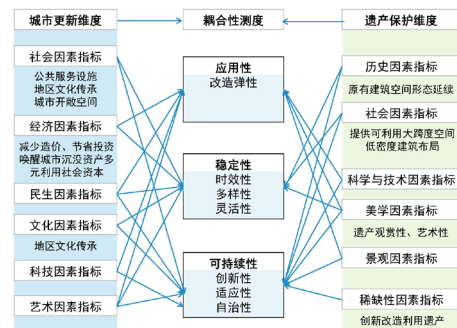 城市更新维度
耦合性测度
遗产保护维度
社会因素指标
公共服务设施
地区文化传承
城市开敞空间
经济因素指标
减少造价、节省投资
唤醒城市沉没资产多
元利用社会资本
民生因素指标
文化因素指标
地区文化传承
科技因素指标
艺术因素指标
应用性
改造弹性
稳定性
时效性
多样性
灵活性
可持续性
创新性
适应性
自治性
历史因素指标
原有建筑空间形态延续
社会因素指标
提供可利用大跨度空间
低密度建筑布局
科学与技术因素指标
美学因素指标
遗产观赏性、艺术性
景观因素指标
稀缺性因素指标
创新改造利用遗产